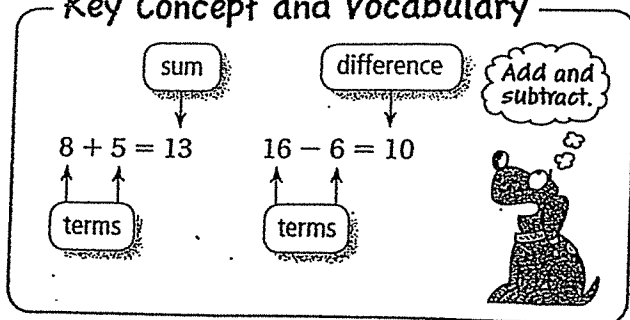 Key Concept and Vocabulary
sum
difference
Add and
subtract.
8 + 5 = 13
16 − 6 = 10
terms
terms